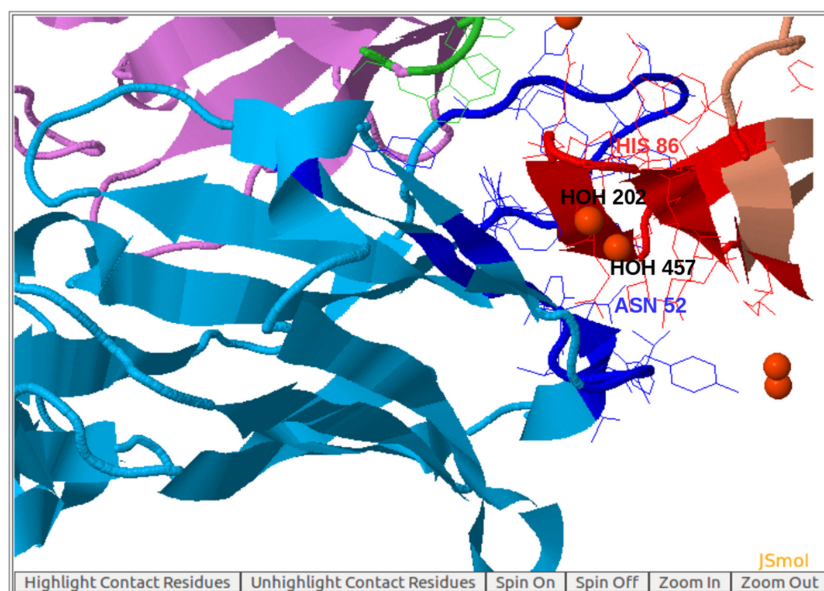 HIS 86
HOH 202
HOH 457
ASN 52
JSmol
Highlight Contact Residues Unhighlight Contact Residues Spin On Spin Off Zoom In Zoom Out